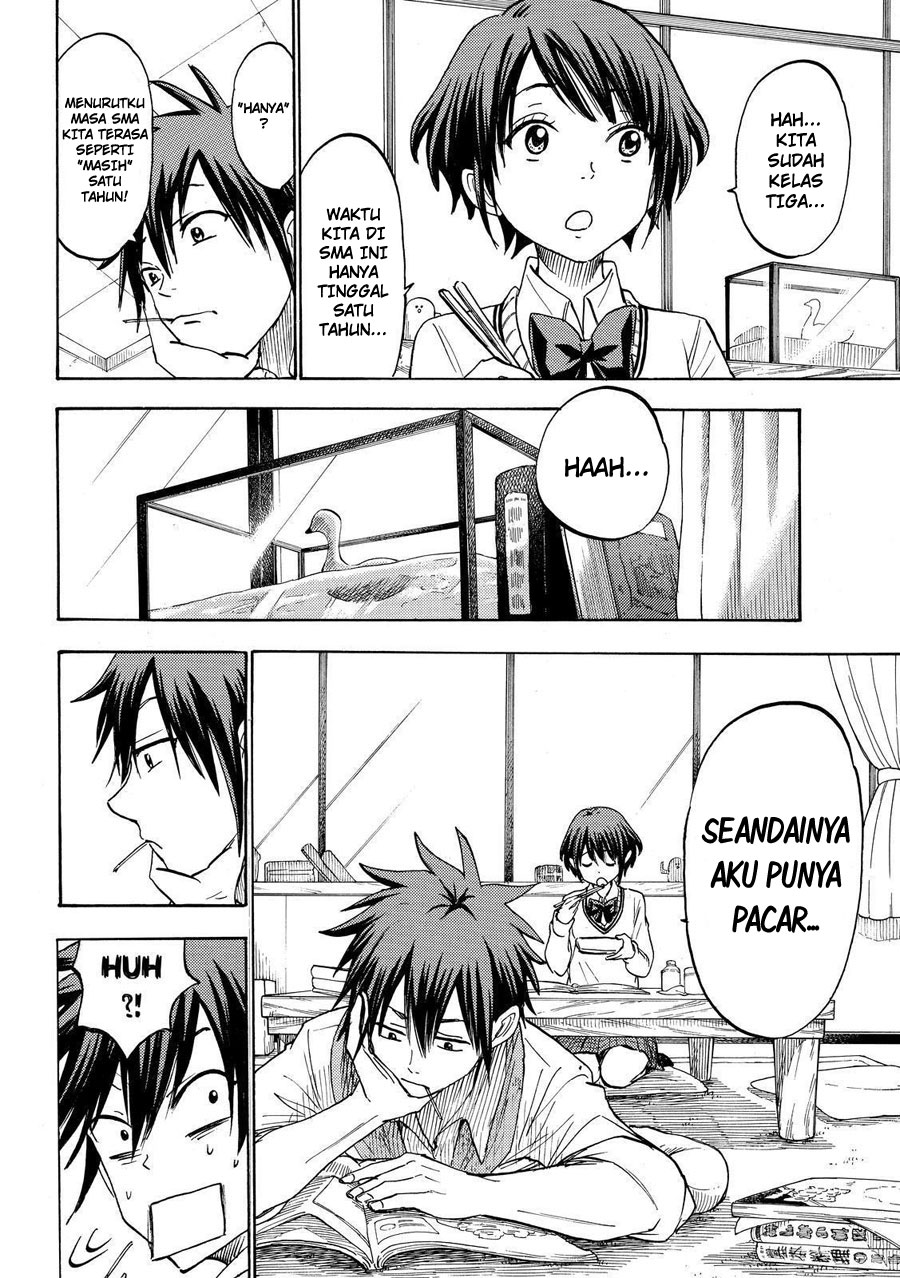 HAH...
KITA
SUDAH
KELAS
TIGA...
WAKTU
KITA DI
SMA INI
HANYA
TINGGAL
SATU
TAHUN...
"HANYA"
?
MENURUTKU
MASA SMA
KITA TERASA
SEPERTI
"MASIH"
SATU
TAHUN!
HAAH...
SEANDAINYA
AKU PUNYA
PACAR...
HUH
?!